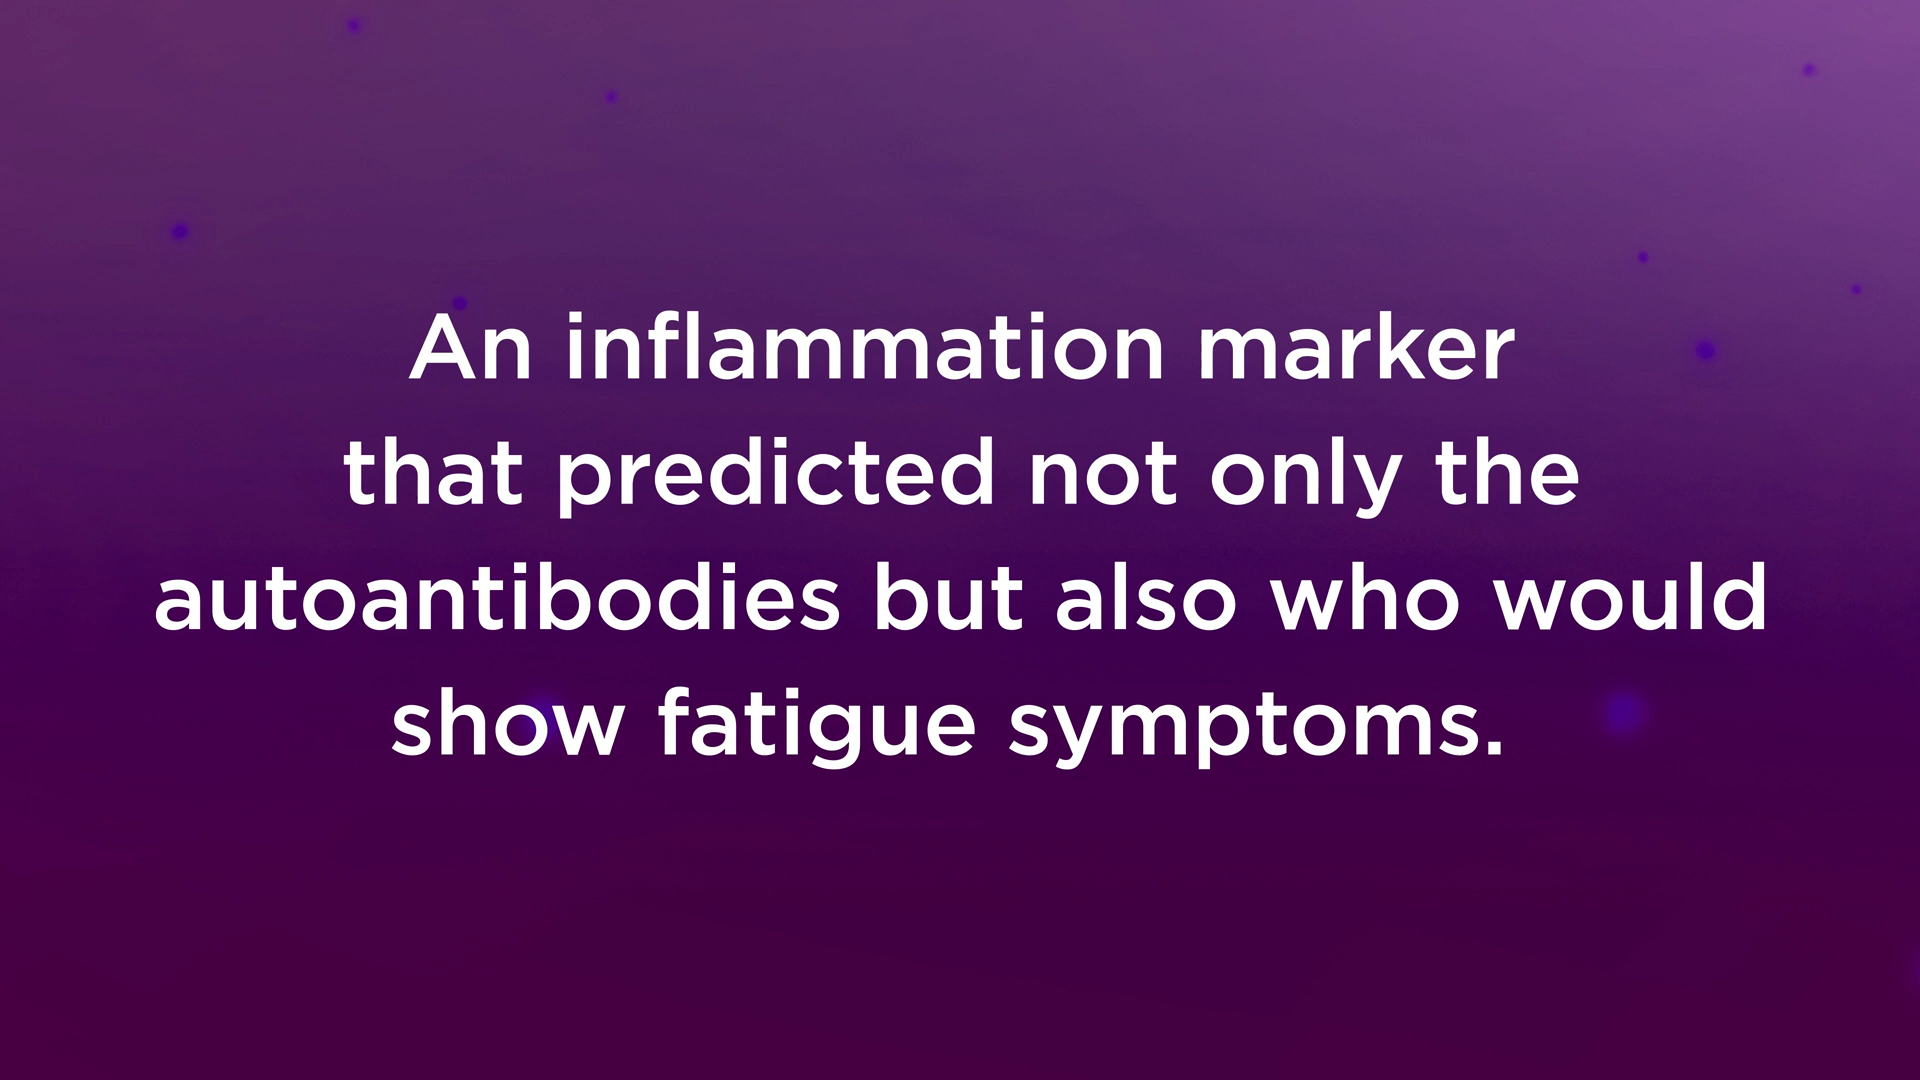 An inflammation marker
that predicted not only the
autoantibodies but also who would
show fatigue symptoms.